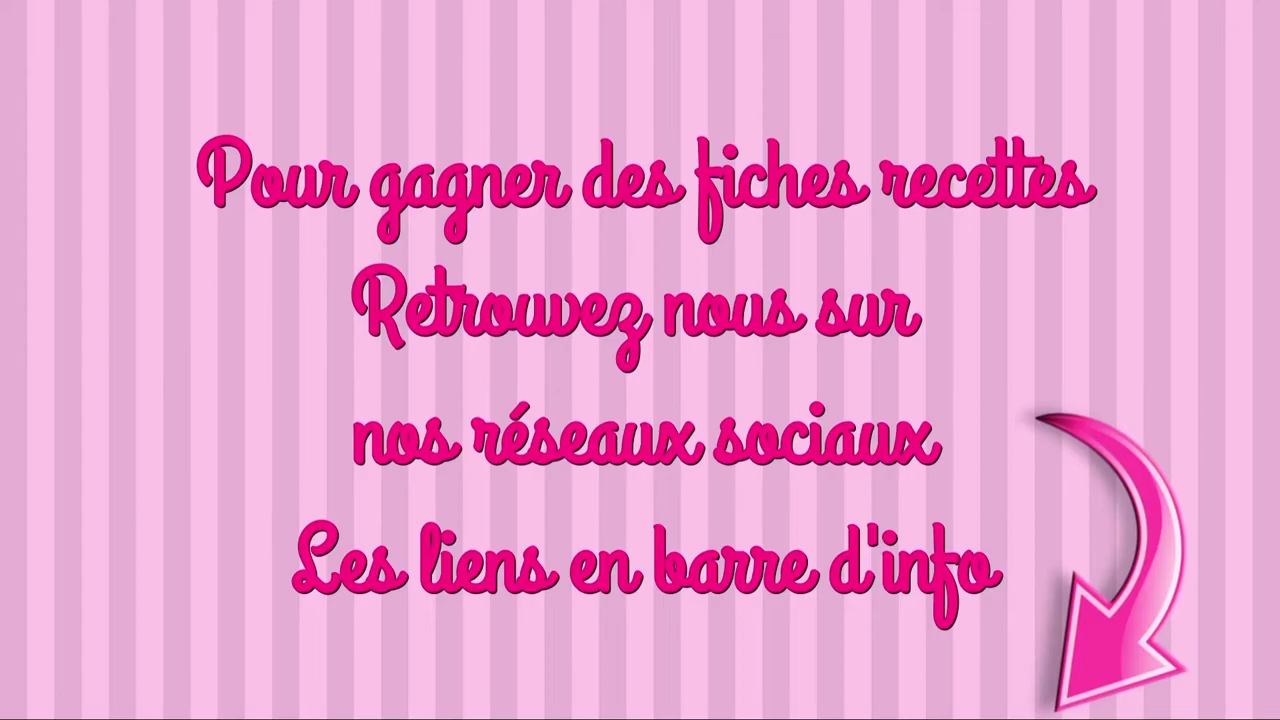 Pour gagner des fiches recettes
Retrouvez nous sur
nos réseaux sociaux
Les liens en barre d'info